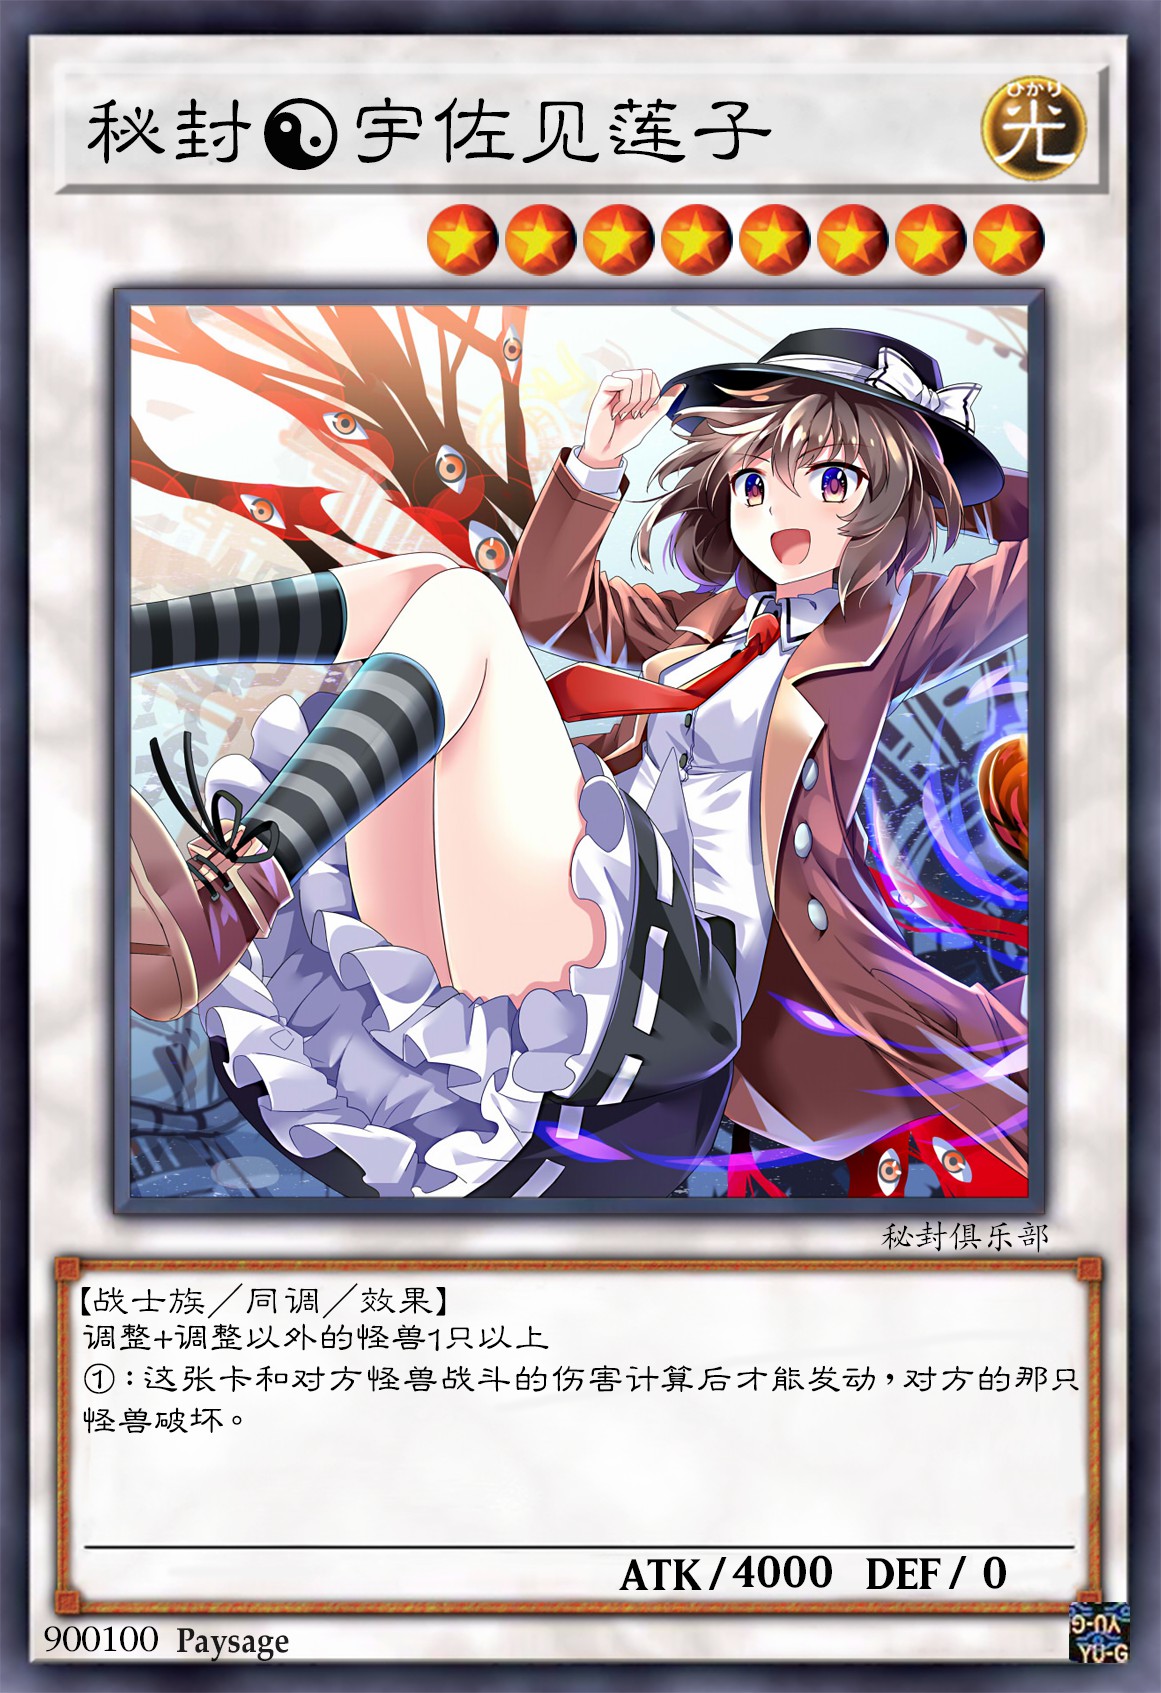 秘封☯宇佐见莲子
ひかり
光
秘封俱乐部
【战士族／同调／效果】
调整+调整以外的怪兽1只以上
①：这张卡和对方怪兽战斗的伤害计算后才能发动，对方的那只
怪兽破坏。
ATK/4000 DEF/ 0
900100 Paysage
YU-G
YU-G